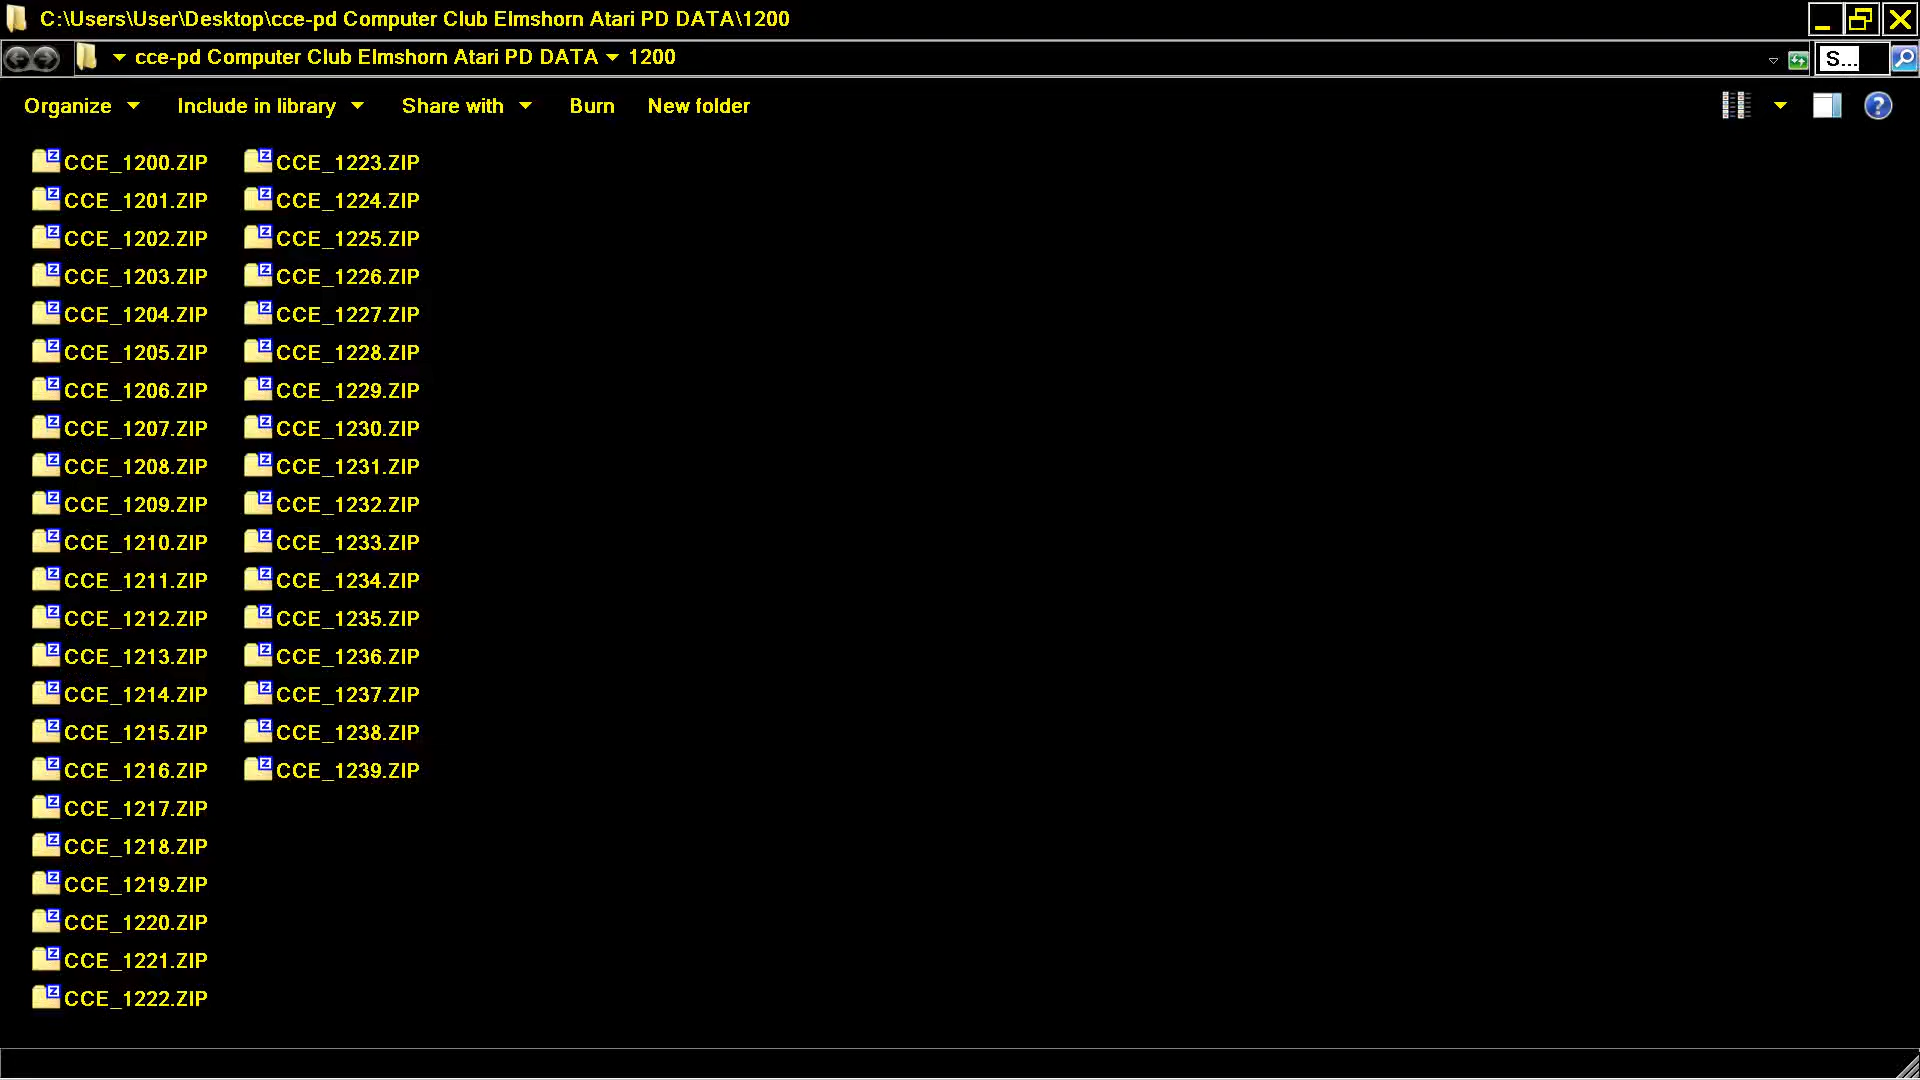 C:\Users\User\Desktop\cce-pd Computer Club Elmshorn Atari PD DATA\1200
cce-pd Computer Club Elmshorn Atari PD DATA 1200
S...
Organize Include in library Share with Burn New folder
CCE_1200.ZIP
CCE_1201.ZIP
CCE_1202.ZIP
CCE_1203.ZIP
CCE_1204.ZIP
CCE_1205.ZIP
CCE_1206.ZIP
CCE_1207.ZIP
CCE_1208.ZIP
CCE_1209.ZIP
CCE_1210.ZIP
CCE_1211.ZIP
CCE_1212.ZIP
CCE_1213.ZIP
CCE_1214.ZIP
CCE_1215.ZIP
CCE_1216.ZIP
CCE_1217.ZIP
CCE_1218.ZIP
CCE_1219.ZIP
CCE_1220.ZIP
CCE_1221.ZIP
CCE_1222.ZIP
CCE_1223.ZIP
CCE_1224.ZIP
CCE_1225.ZIP
CCE_1226.ZIP
CCE_1227.ZIP
CCE_1228.ZIP
CCE_1229.ZIP
CCE_1230.ZIP
CCE_1231.ZIP
CCE_1232.ZIP
CCE_1233.ZIP
CCE_1234.ZIP
CCE_1235.ZIP
CCE_1236.ZIP
CCE_1237.ZIP
CCE_1238.ZIP
CCE_1239.ZIP